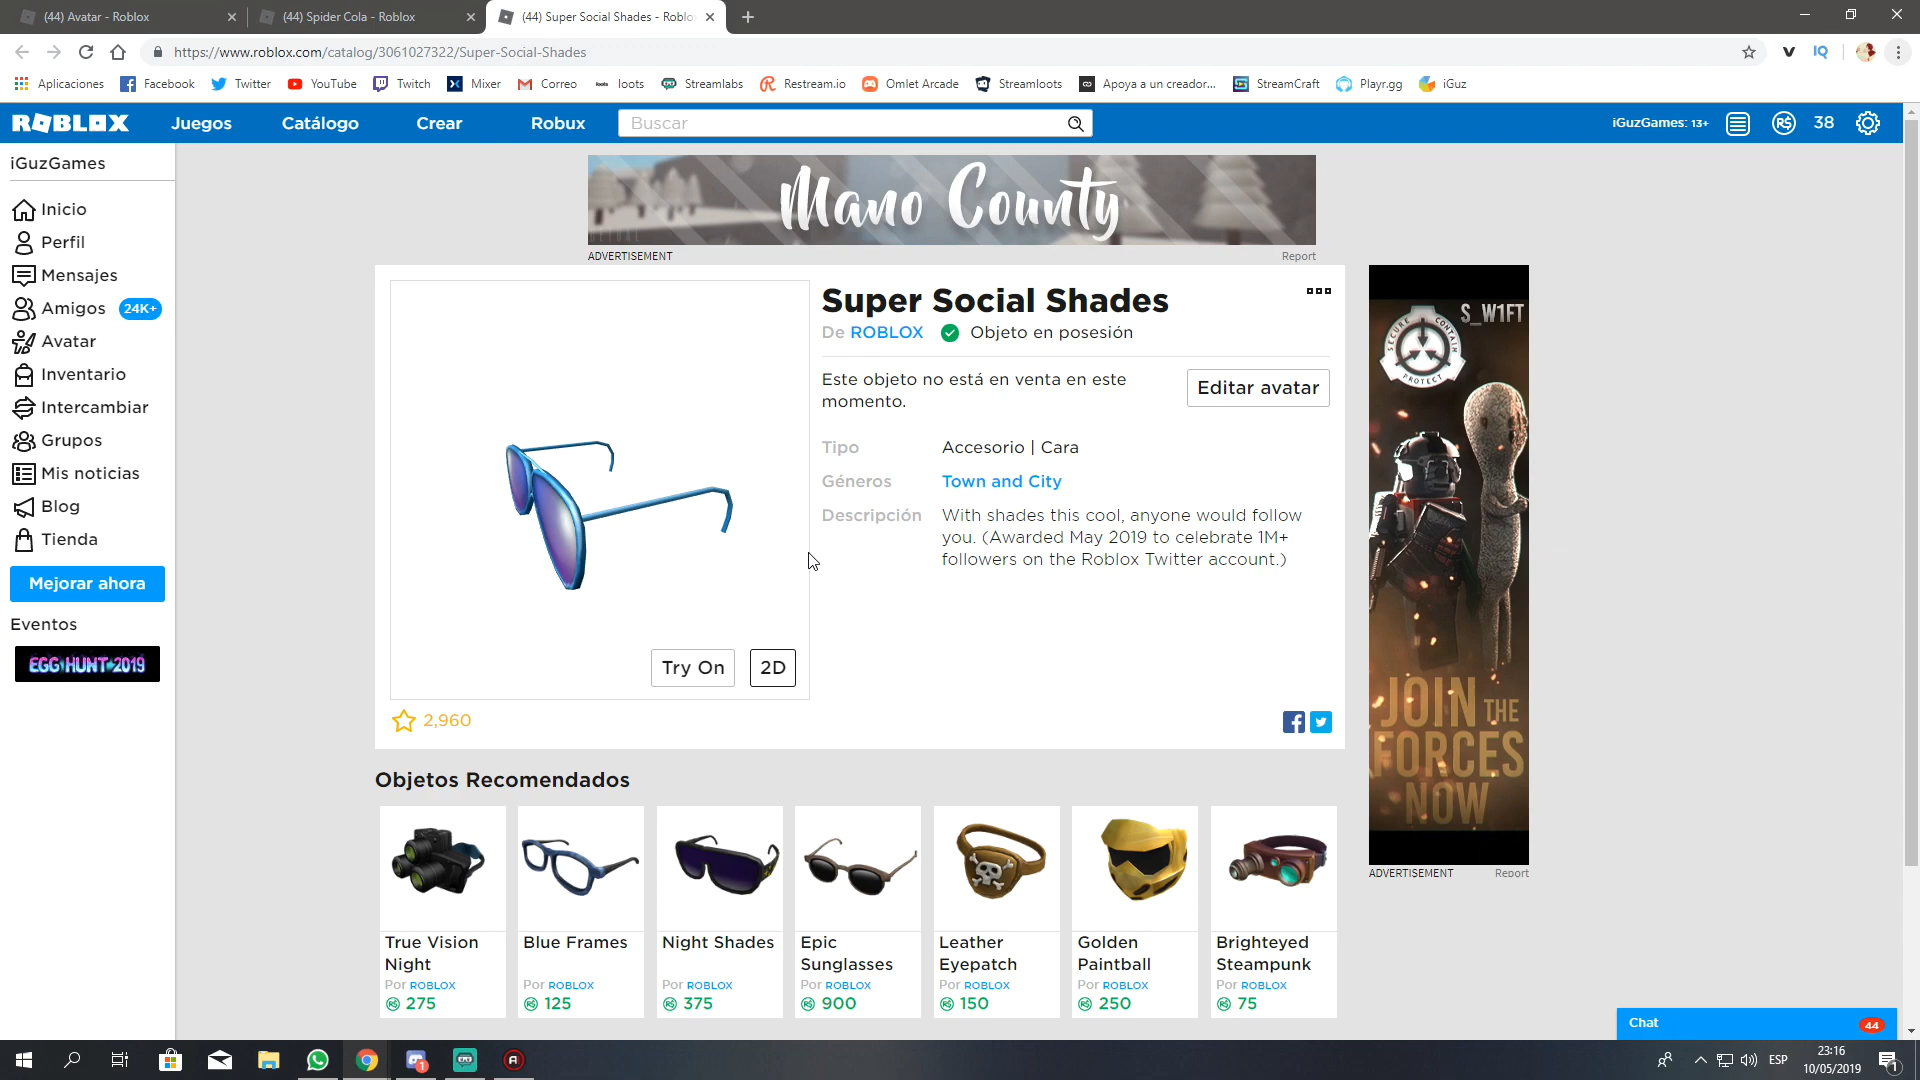 (44) Avatar - Roblox
(44) Spider Cola - Roblox
(44) Super Social Shades - Roblo
https://www.roblox.com/catalog/3061027322/Super-Social-Shades
Aplicaciones
Facebook
Twitter
YouTube
Twitch
Mixer
Correo
loots
Streamlabs
Restream.io
Omlet Arcade
Streamloots
Apoya a un creador...
StreamCraft
Playr.gg
iGuz
ROBLOX
Juegos
Catálogo
Crear
Robux
Buscar
iGuzGames: 13+
38
iGuzGames
Inicio
Perfil
Mensajes
Amigos 24K+
Avatar
Inventario
Intercambiar
Grupos
Mis noticias
Blog
Tienda
Mejorar ahora
Eventos
EGG HUNT 2019
Mano County
ADVERTISEMENT
Report
Super Social Shades
De ROBLOX
Objeto en posesión
Este objeto no está en venta en este
momento.
Editar avatar
Tipo
Accesorio | Cara
Géneros
Town and City
Descripción
With shades this cool, anyone would follow
you. (Awarded May 2019 to celebrate 1M+
followers on the Roblox Twitter account.)
Try On
2D
2,960
S_W1FT
SECURE CONTAIN PROTECT
JOIN THE
FORCES
NOW
ADVERTISEMENT
Report
Objetos Recomendados
True Vision
Night
Por ROBLOX
275
Blue Frames
Por ROBLOX
125
Night Shades
Por ROBLOX
375
Epic
Sunglasses
Por ROBLOX
900
Leather
Eyepatch
Por ROBLOX
150
Golden
Paintball
Por ROBLOX
250
Brighteyed
Steampunk
Por ROBLOX
75
Chat
44
ESP
23:16
10/05/2019